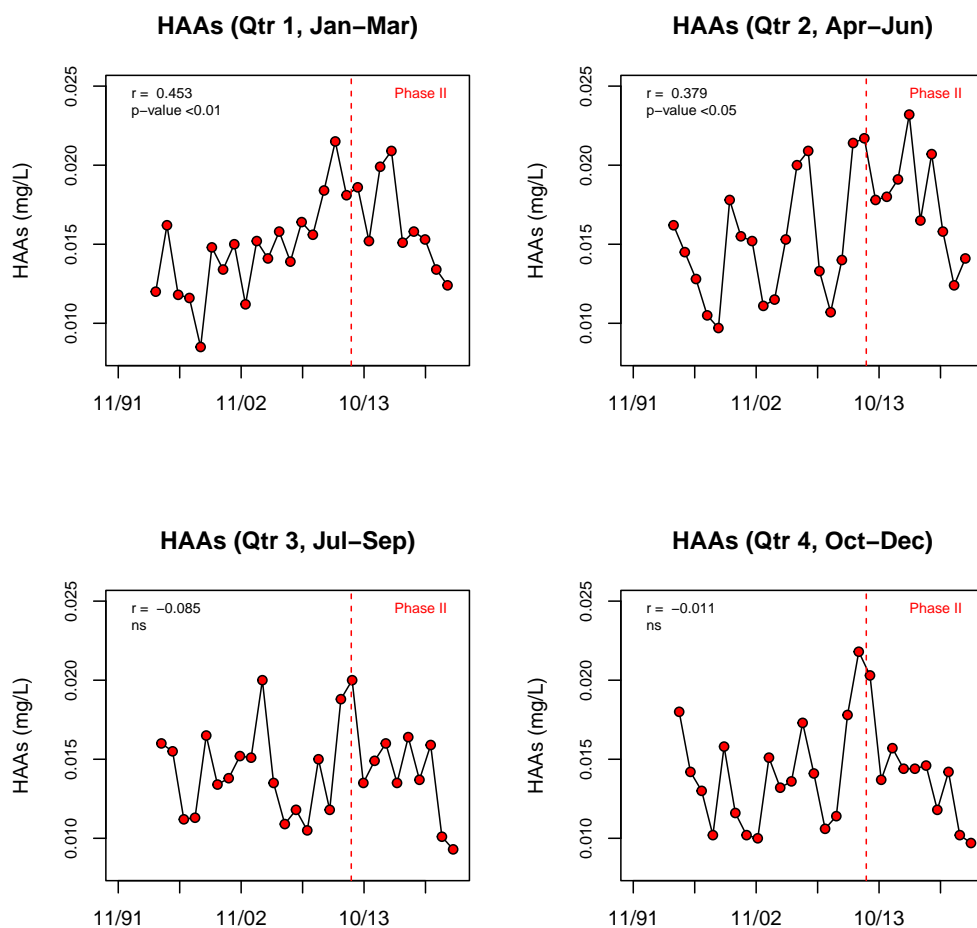 HAAs (Qtr 1, Jan−Mar)
r =  0.453
p−value <0.01
Phase II
HAAs (mg/L)
0.025
0.020
0.015
0.010
11/91
11/02
10/13
HAAs (Qtr 2, Apr−Jun)
r =  0.379
p−value <0.05
Phase II
HAAs (mg/L)
0.025
0.020
0.015
0.010
11/91
11/02
10/13
HAAs (Qtr 3, Jul−Sep)
r =  −0.085
ns
Phase II
HAAs (mg/L)
0.025
0.020
0.015
0.010
11/91
11/02
10/13
HAAs (Qtr 4, Oct−Dec)
r =  −0.011
ns
Phase II
HAAs (mg/L)
0.025
0.020
0.015
0.010
11/91
11/02
10/13